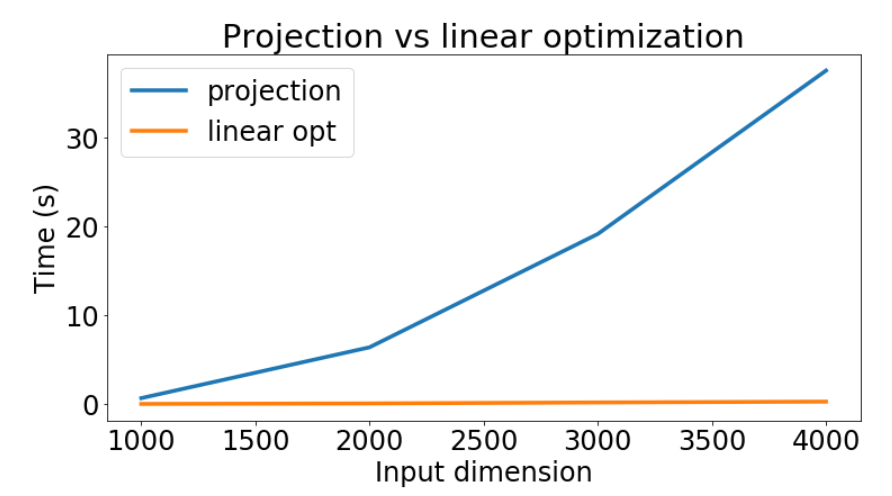 Projection vs linear optimization
projection
linear opt
Time (s)
30
20
10
0
1000 1500 2000 2500 3000 3500 4000
Input dimension